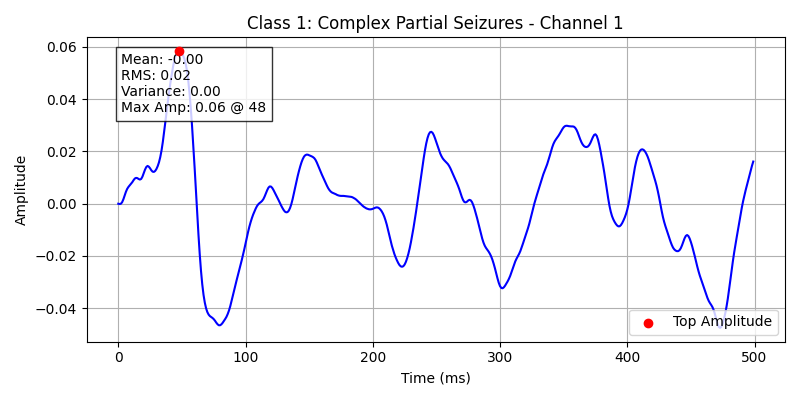 Class 1: Complex Partial Seizures - Channel 1
0.06
0.04
0.02
0.00
−0.02
−0.04
Amplitude
Mean: -0.00
RMS: 0.02
Variance: 0.00
Max Amp: 0.06 @ 48
Top Amplitude
0 100 200 300 400 500
Time (ms)